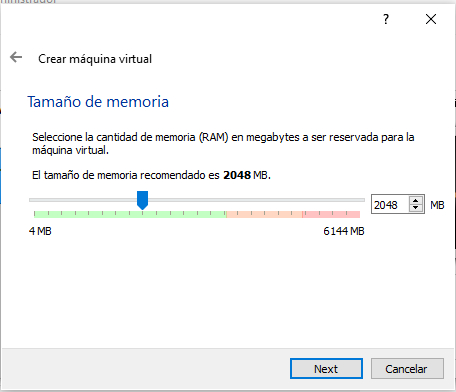 ministrador
?
Crear máquina virtual
Tamaño de memoria
Seleccione la cantidad de memoria (RAM) en megabytes a ser reservada para la
máquina virtual.
El tamaño de memoria recomendado es 2048 MB.
2048 MB
4 MB 6144 MB
Next Cancelar